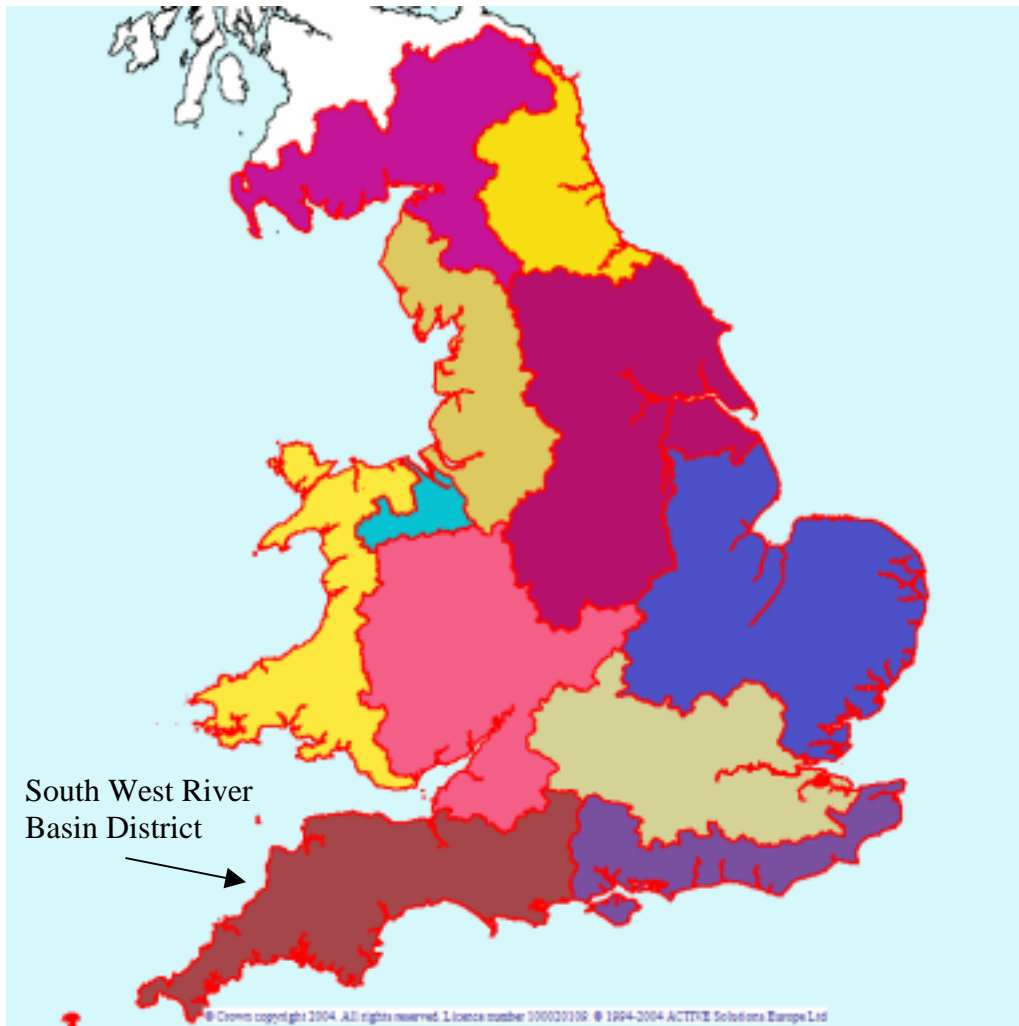 South West River
Basin District
© Crown copyright 2004. All rights reserved. Licence number 100020109. © 1994-2004 ACTIVE Solutions Europe Ltd